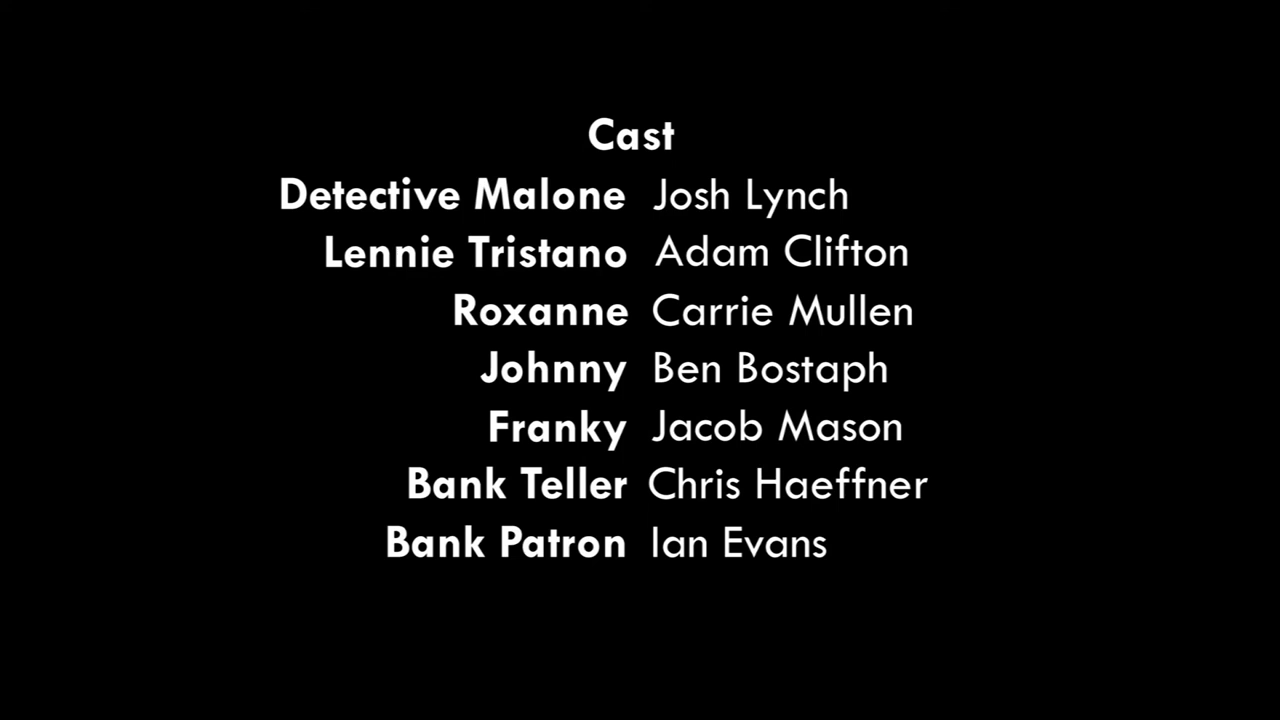 Cast
Detective Malone Josh Lynch
Lennie Tristano Adam Clifton
Roxanne Carrie Mullen
Johnny Ben Bostaph
Franky Jacob Mason
Bank Teller Chris Haeffner
Bank Patron Ian Evans